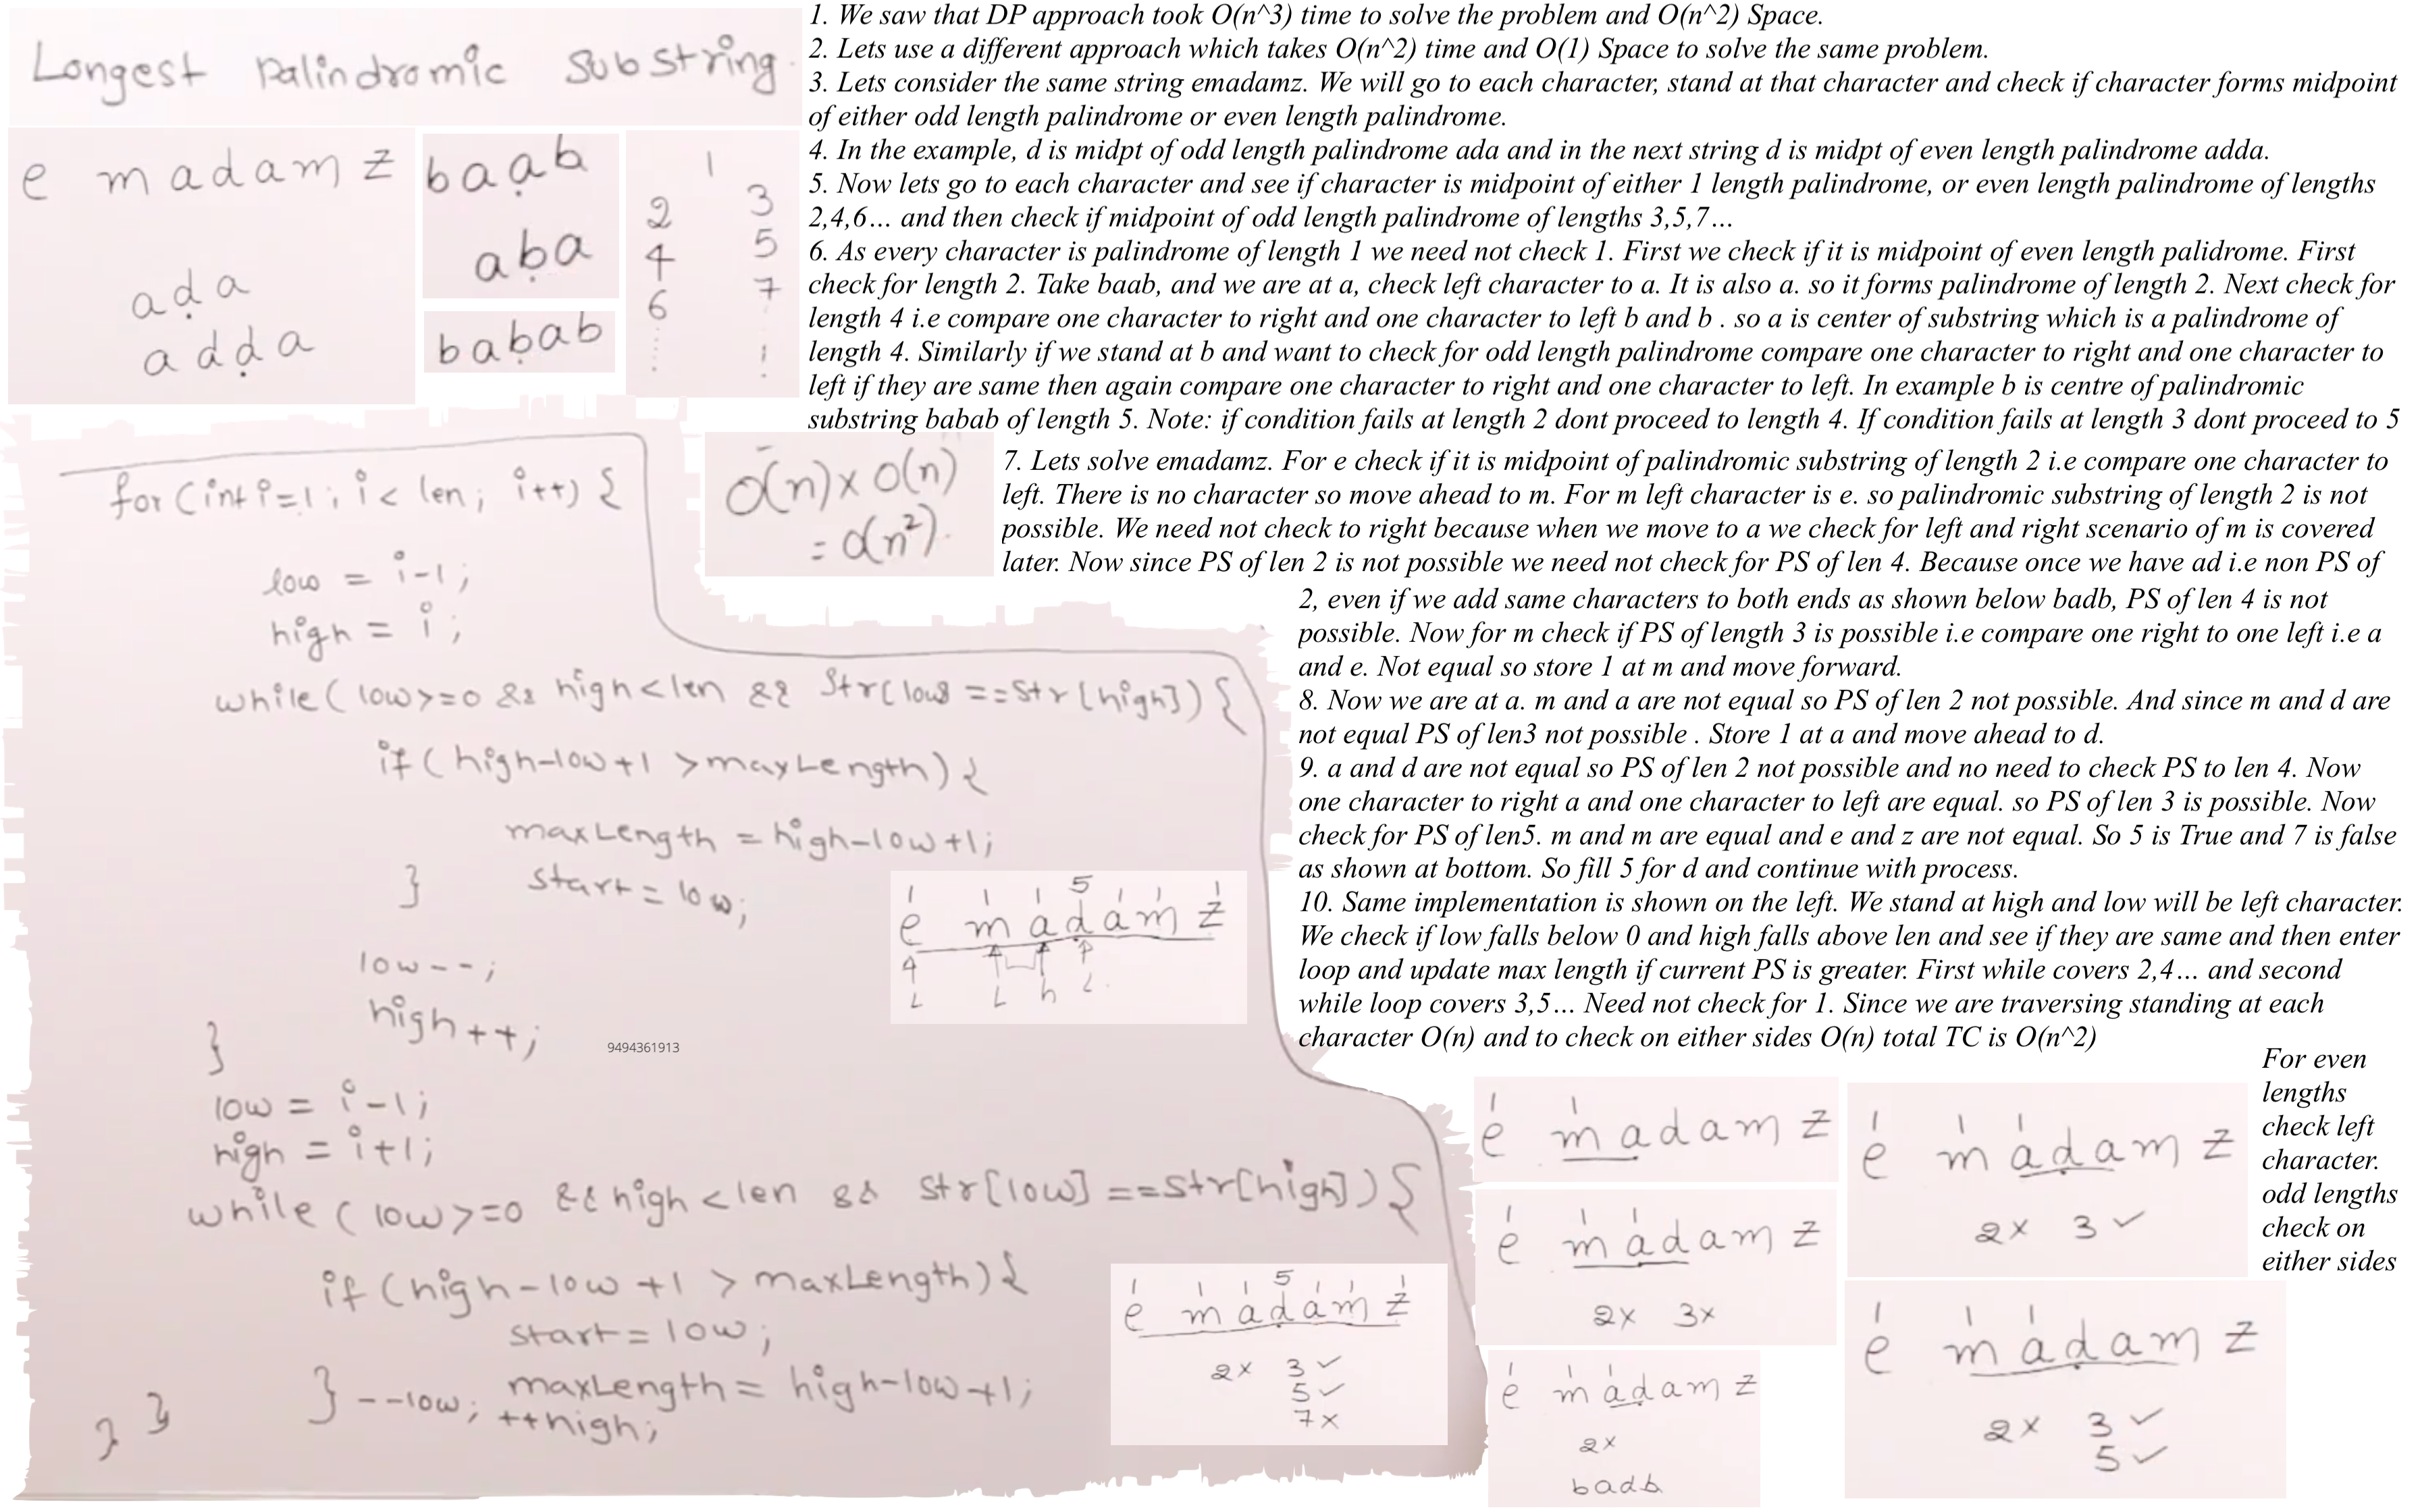 Longest Palindromic Substring
e madamz
ada
adda
baab
aba
babab
1
2 3
4 5
6 7
1. We saw that DP approach took O(n^3) time to solve the problem and O(n^2) Space.
2. Lets use a different approach which takes O(n^2) time and O(1) Space to solve the same problem.
3. Lets consider the same string emadamz. We will go to each character, stand at that character and check if character forms midpoint
of either odd length palindrome or even length palindrome.
4. In the example, d is midpt of odd length palindrome ada and in the next string d is midpt of even length palindrome adda.
5. Now lets go to each character and see if character is midpoint of either 1 length palindrome, or even length palindrome of lengths
2,4,6... and then check if midpoint of odd length palindrome of lengths 3,5,7...
6. As every character is palindrome of length 1 we need not check 1. First we check if it is midpoint of even length palidrome. First
check for length 2. Take baab, and we are at a, check left character to a. It is also a. so it forms palindrome of length 2. Next check for
length 4 i.e compare one character to right and one character to left b and b . so a is center of substring which is a palindrome of
length 4. Similarly if we stand at b and want to check for odd length palindrome compare one character to right and one character to
left if they are same then again compare one character to right and one character to left. In example b is centre of palindromic
substring babab of length 5. Note: if condition fails at length 2 dont proceed to length 4. If condition fails at length 3 dont proceed to 5
O(n)x O(n)
= O(n²).
7. Lets solve emadamz. For e check if it is midpoint of palindromic substring of length 2 i.e compare one character to
left. There is no character so move ahead to m. For m left character is e. so palindromic substring of length 2 is not
possible. We need not check to right because when we move to a we check for left and right scenario of m is covered
later. Now since PS of len 2 is not possible we need not check for PS of len 4. Because once we have ad i.e non PS of
2, even if we add same characters to both ends as shown below badb, PS of len 4 is not
possible. Now for m check if PS of length 3 is possible i.e compare one right to one left i.e a
and e. Not equal so store 1 at m and move forward.
8. Now we are at a. m and a are not equal so PS of len 2 not possible. And since m and d are
not equal PS of len3 not possible . Store 1 at a and move ahead to d.
9. a and d are not equal so PS of len 2 not possible and no need to check PS to len 4. Now
one character to right a and one character to left are equal. so PS of len 3 is possible. Now
check for PS of len5. m and m are equal and e and z are not equal. So 5 is True and 7 is false
as shown at bottom. So fill 5 for d and continue with process.
10. Same implementation is shown on the left. We stand at high and low will be left character.
We check if low falls below 0 and high falls above len and see if they are same and then enter
loop and update max length if current PS is greater. First while covers 2,4... and second
while loop covers 3,5... Need not check for 1. Since we are traversing standing at each
character O(n) and to check on either sides O(n) total TC is O(n^2)
for (int i=1; i < len; i++) {
low = i-1;
high = i;
while( low>=0 && high<len && str[low] ==str[high]) {
if ( high-low+1 >maxLength) {
maxLength = high-low+1;
} start = low;
low--;
high++;
}
low = i-1;
high = i+1;
while ( low>=0 && high < len && str[low] ==str[high]) {
if (high-low +1 > maxLength) {
start = low;
} --low; maxLength = high-low+1;
++high;
} }
9494361913
1 1 1 5 1 1 1
e m a d a m z
L L h L
1 1 1 5 1 1 1
e m a d a m z
2x 3✓
5✓
7x
1 1
e madamz
1 1 1
e madamz
2x 3x
1 1 1
e madamz
2x
badb
1 1 1
e madamz
2x 3✓
1 1 1
e madamz
2x 3✓
5✓
For even
lengths
check left
character.
odd lengths
check on
either sides